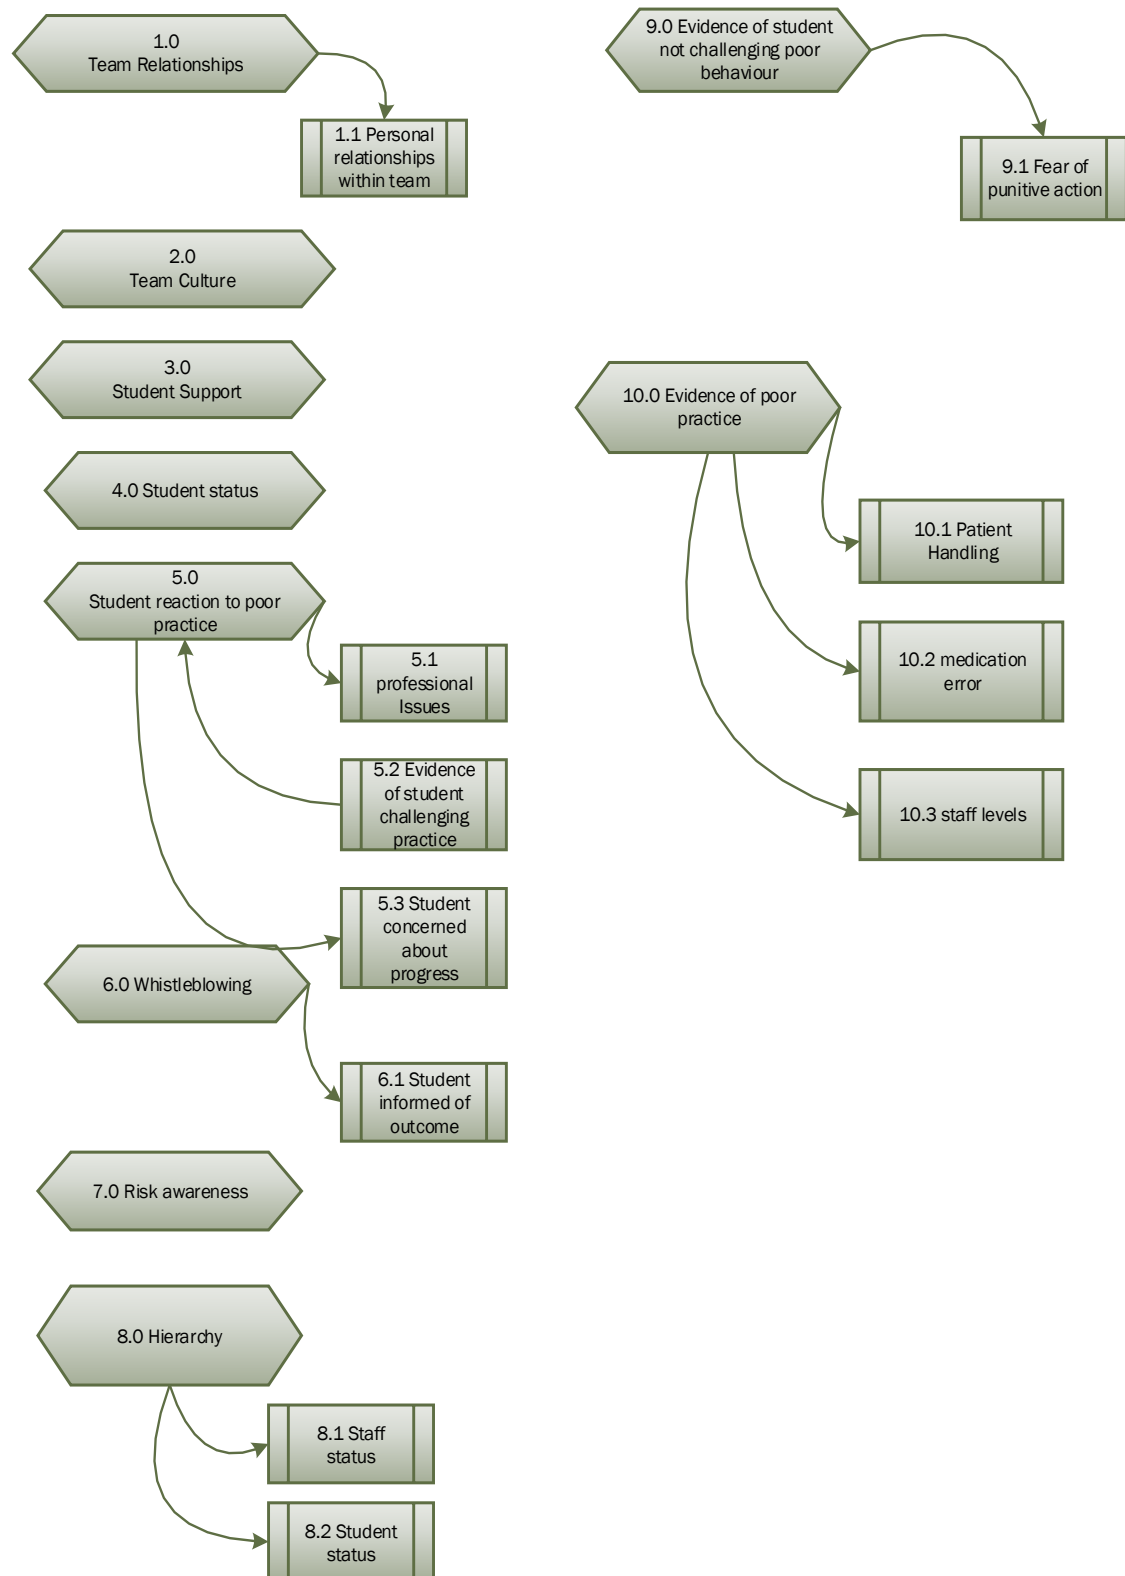 1.0
Team Relationships
1.1 Personal
relationships
within team
2.0
Team Culture
3.0
Student Support
4.0 Student status
5.0
Student reaction to poor
practice
5.1
professional
Issues
5.2 Evidence
of student
challenging
practice
5.3 Student
concerned
about
progress
6.0 Whistleblowing
6.1 Student
informed of
outcome
7.0 Risk awareness
8.0 Hierarchy
8.1 Staff
status
8.2 Student
status
9.0 Evidence of student
not challenging poor
behaviour
9.1 Fear of
punitive action
10.0 Evidence of poor
practice
10.1 Patient
Handling
10.2 medication
error
10.3 staff levels